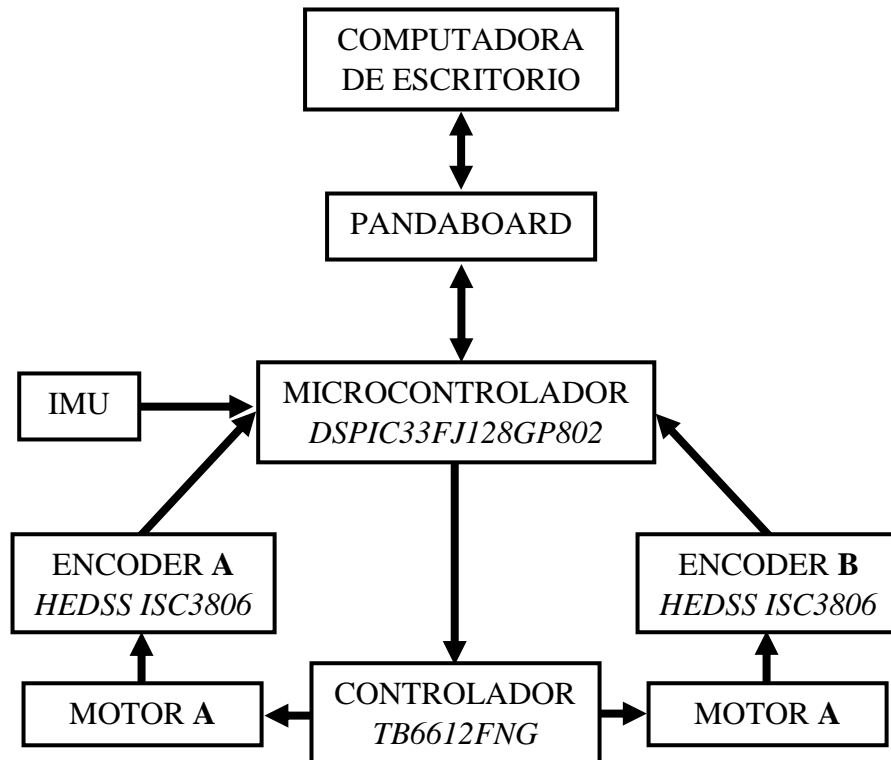 COMPUTADORA
DE ESCRITORIO
PANDABOARD
IMU
MICROCONTROLADOR
DSPIC33FJ128GP802
ENCODER A
HEDSS ISC3806
ENCODER B
HEDSS ISC3806
MOTOR A
CONTROLADOR
TB6612FNG
MOTOR A